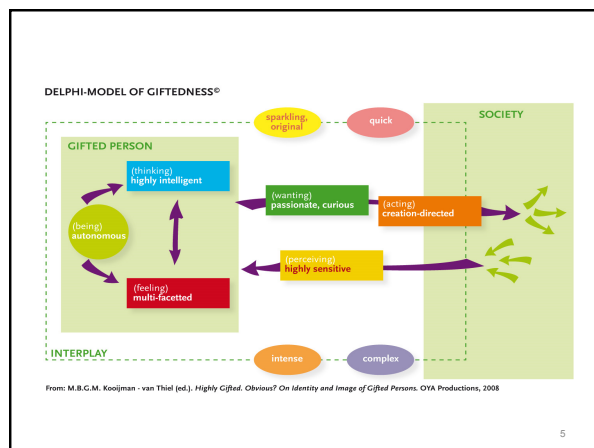 DELPHI-MODEL OF GIFTEDNESS©
sparkling,
original
quick
SOCIETY
GIFTED PERSON
(thinking)
highly intelligent
(wanting)
passionate, curious
(acting)
creation-directed
(being)
autonomous
(perceiving)
highly sensitive
(feeling)
multi-facetted
INTERPLAY
intense
complex
From: M.B.G.M. Kooijman - van Thiel (ed.). Highly Gifted. Obvious? On Identity and Image of Gifted Persons. OYA Productions, 2008
5